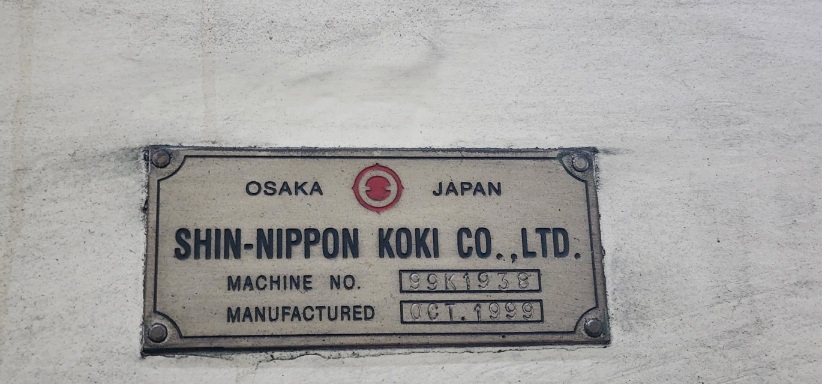 OSAKA JAPAN
SHIN-NIPPON KOKI CO.,LTD.
MACHINE NO. 99K1938
MANUFACTURED OCT.1999